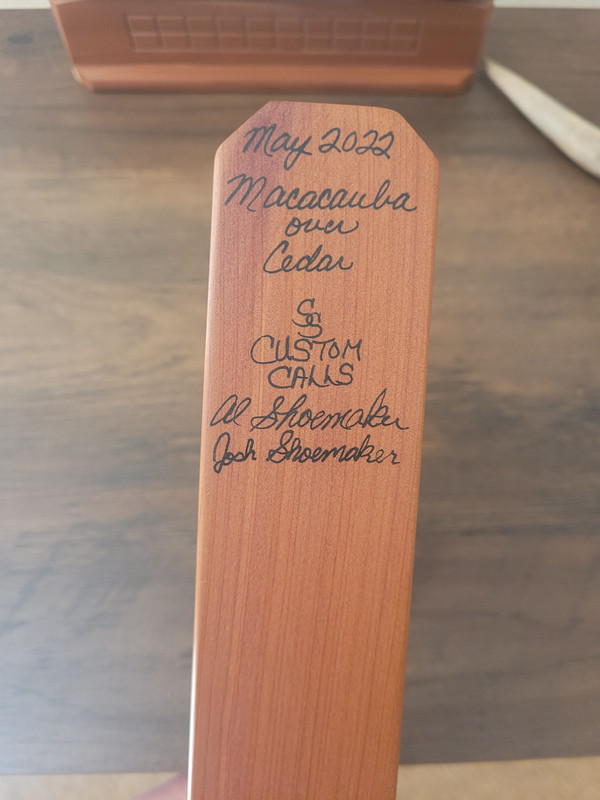 May 2022
Macacauba
over
Cedar
SS
CUSTOM
CALLS
Al Shoemaker
Josh Shoemaker